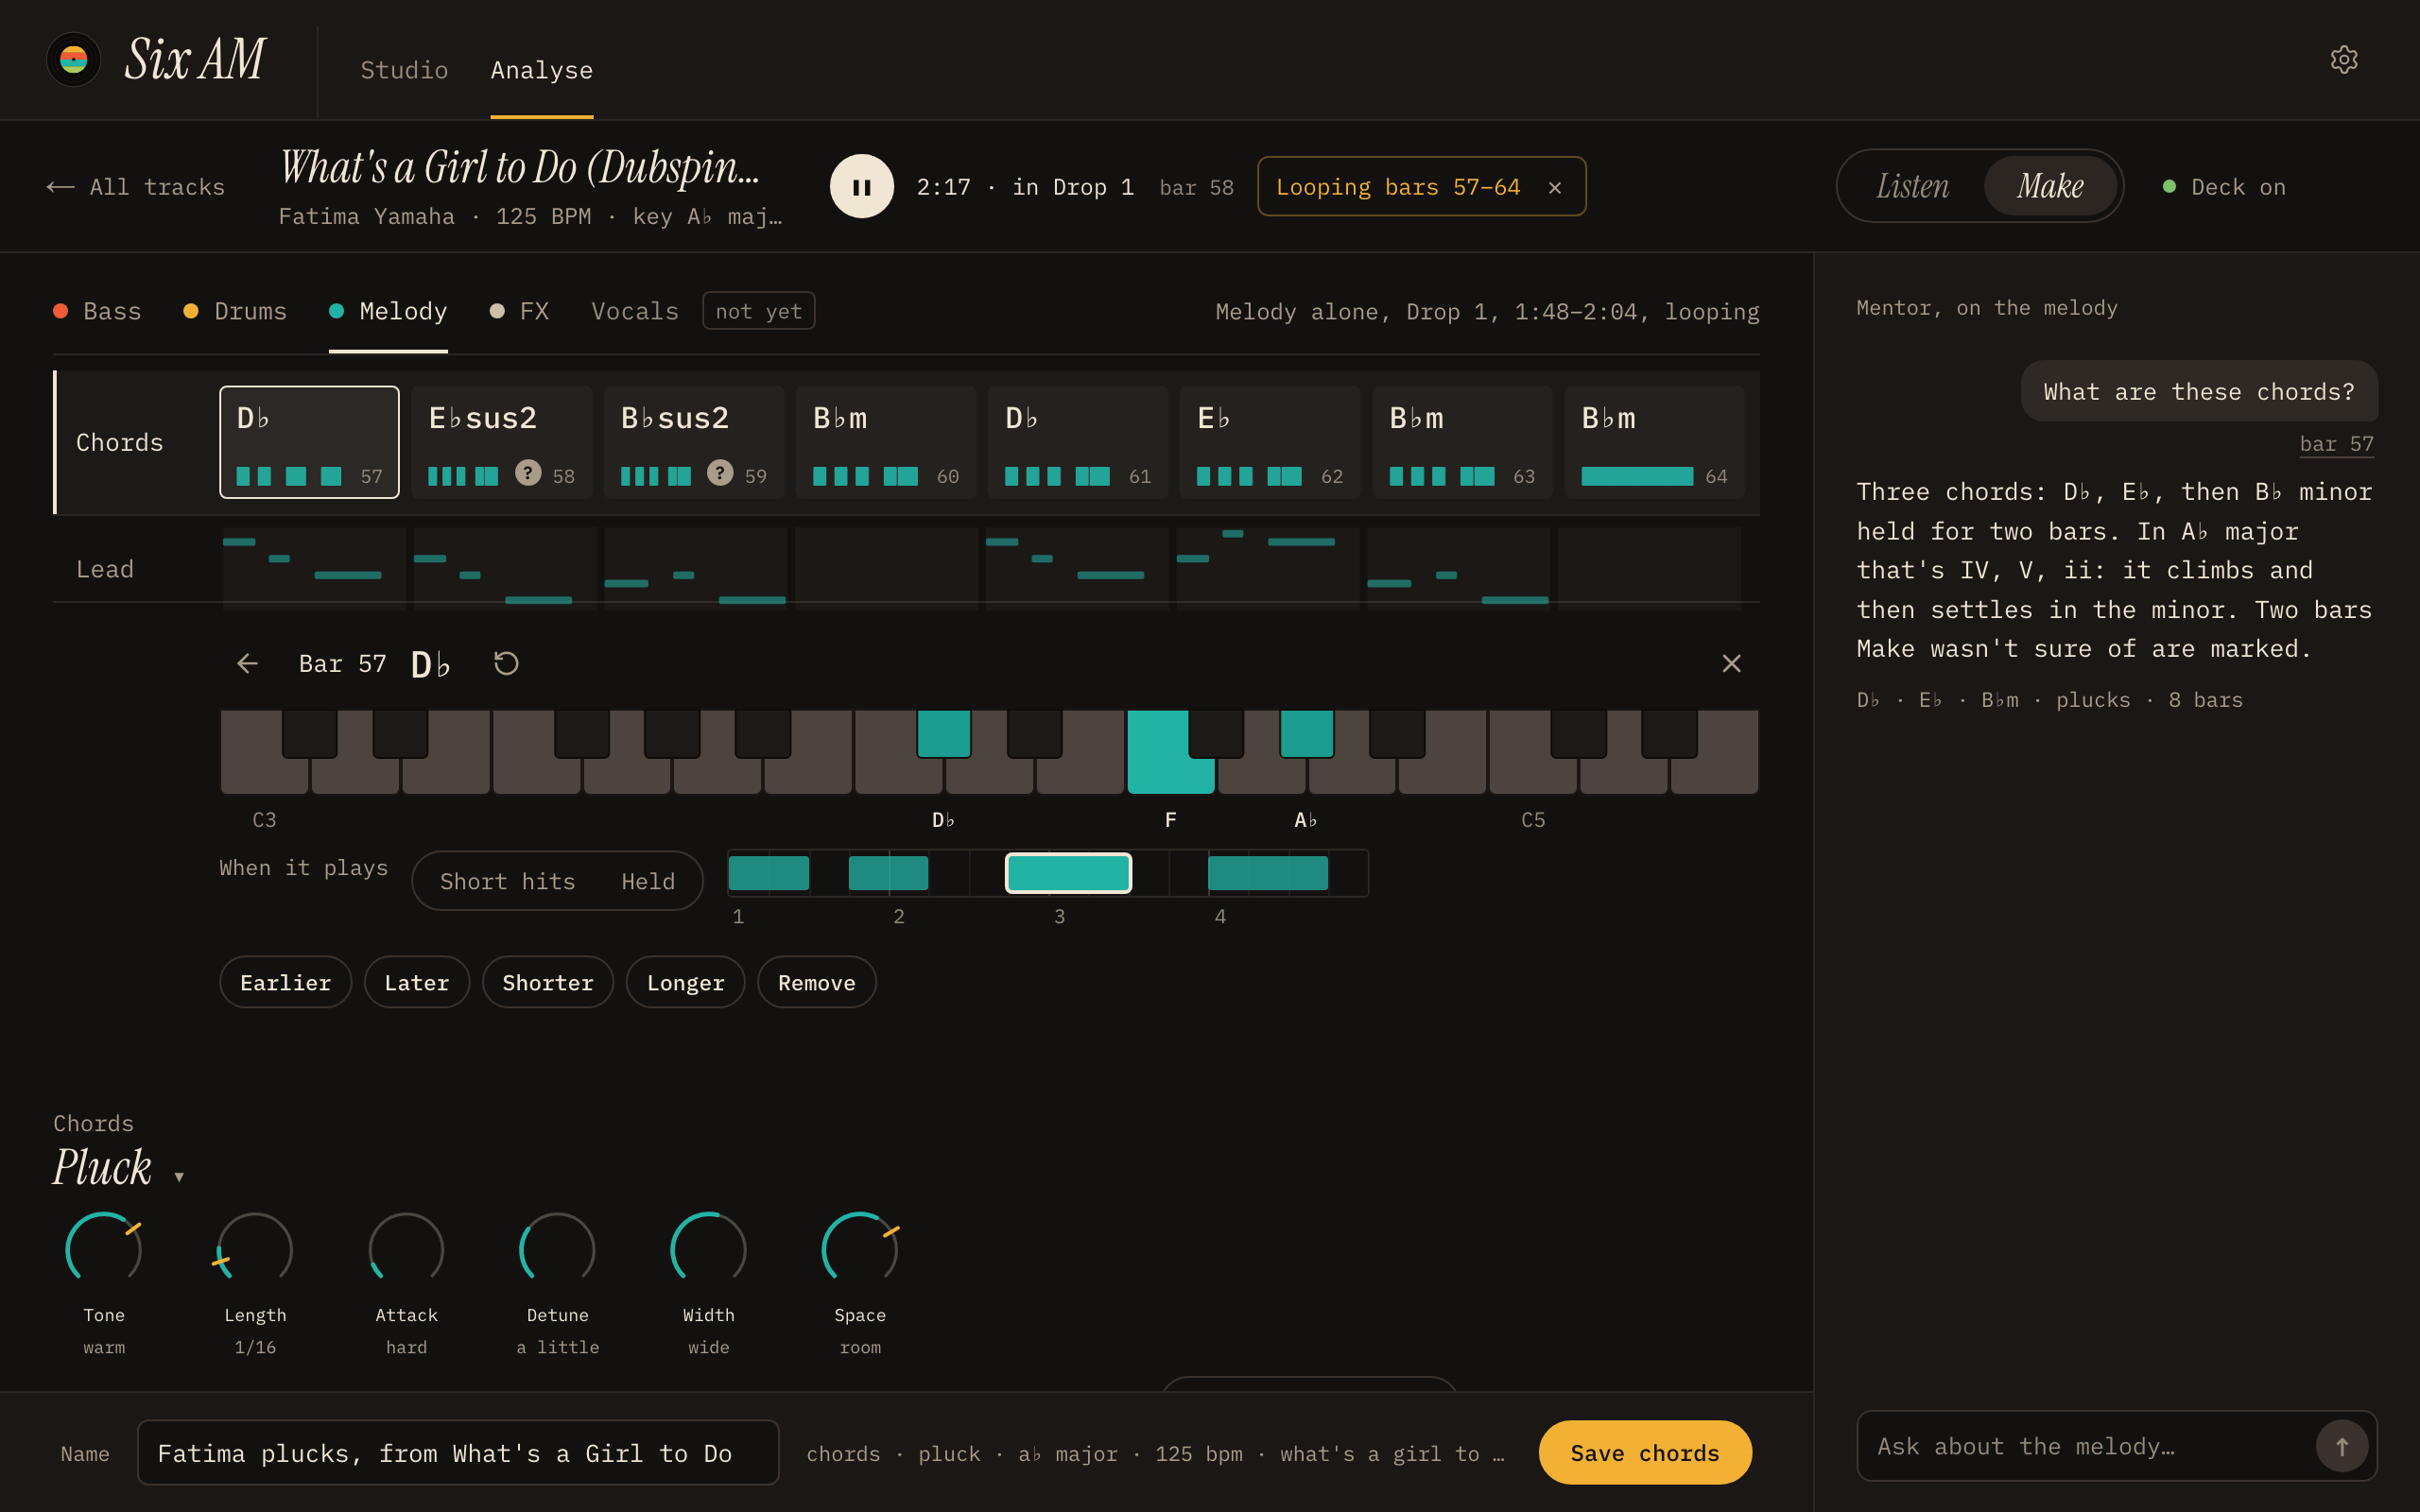 Six AM
Studio
Analyse
← All tracks
What's a Girl to Do (Dubspin…
Fatima Yamaha · 125 BPM · key A♭ maj…
2:17 · in Drop 1 bar 58
Looping bars 57–64 ×
Listen
Make
Deck on
Bass
Drums
Melody
FX
Vocals not yet
Melody alone, Drop 1, 1:48–2:04, looping
Chords
D♭
57
E♭sus2
? 58
B♭sus2
? 59
B♭m
60
D♭
61
E♭
62
B♭m
63
B♭m
64
Lead
Bar 57 D♭
C3 D♭ F A♭ C5
When it plays
Short hits Held
1 2 3 4
Earlier
Later
Shorter
Longer
Remove
Chords
Pluck
Tone
warm
Length
1/16
Attack
hard
Detune
a little
Width
wide
Space
room
Name
Fatima plucks, from What's a Girl to Do
chords · pluck · a♭ major · 125 bpm · what's a girl to …
Save chords
Mentor, on the melody
What are these chords?
bar 57
Three chords: D♭, E♭, then B♭ minor
held for two bars. In A♭ major
that's IV, V, ii: it climbs and
then settles in the minor. Two bars
Make wasn't sure of are marked.
D♭ · E♭ · B♭m · plucks · 8 bars
Ask about the melody…